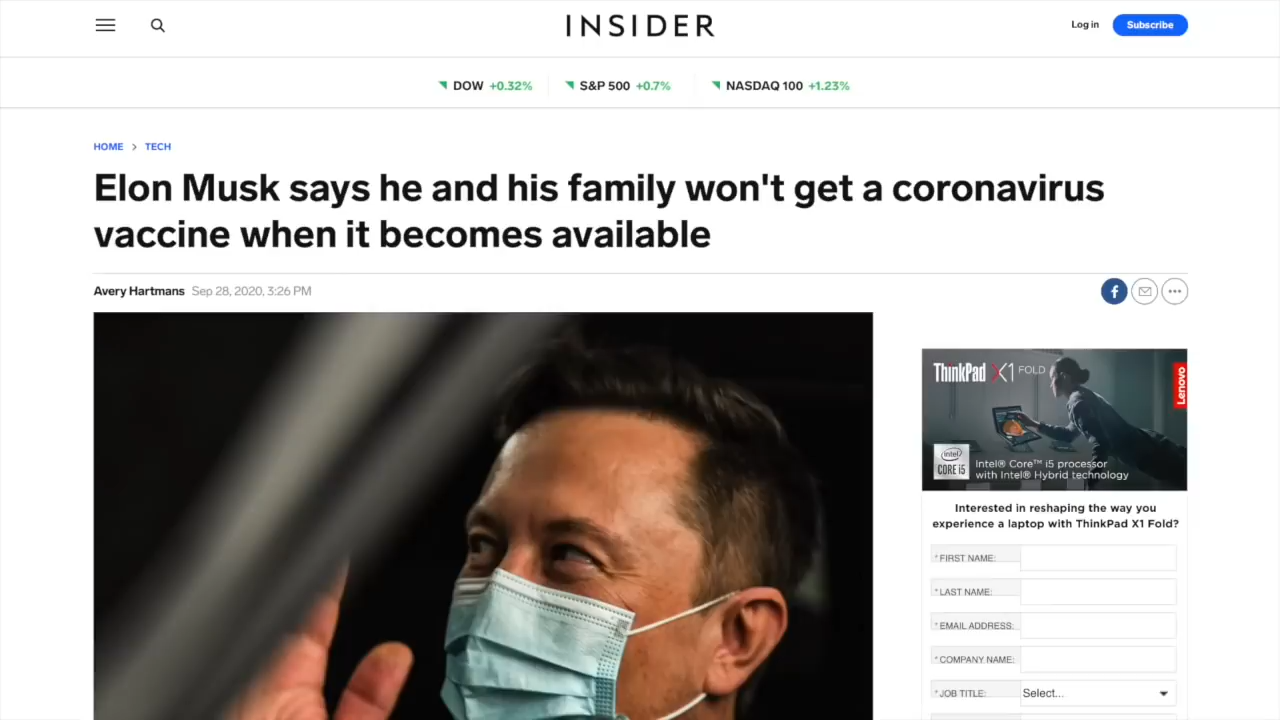 INSIDER
Log in
Subscribe
DOW +0.32%
S&P 500 +0.7%
NASDAQ 100 +1.23%
HOME > TECH
Elon Musk says he and his family won't get a coronavirus
vaccine when it becomes available
Avery Hartmans Sep 28, 2020, 3:26 PM
ThinkPad X1 FOLD
Lenovo
intel
CORE i5
Intel® Core™ i5 processor
with Intel® Hybrid technology
Interested in reshaping the way you
experience a laptop with ThinkPad X1 Fold?
*FIRST NAME:
*LAST NAME:
*EMAIL ADDRESS:
*COMPANY NAME:
*JOB TITLE: Select...